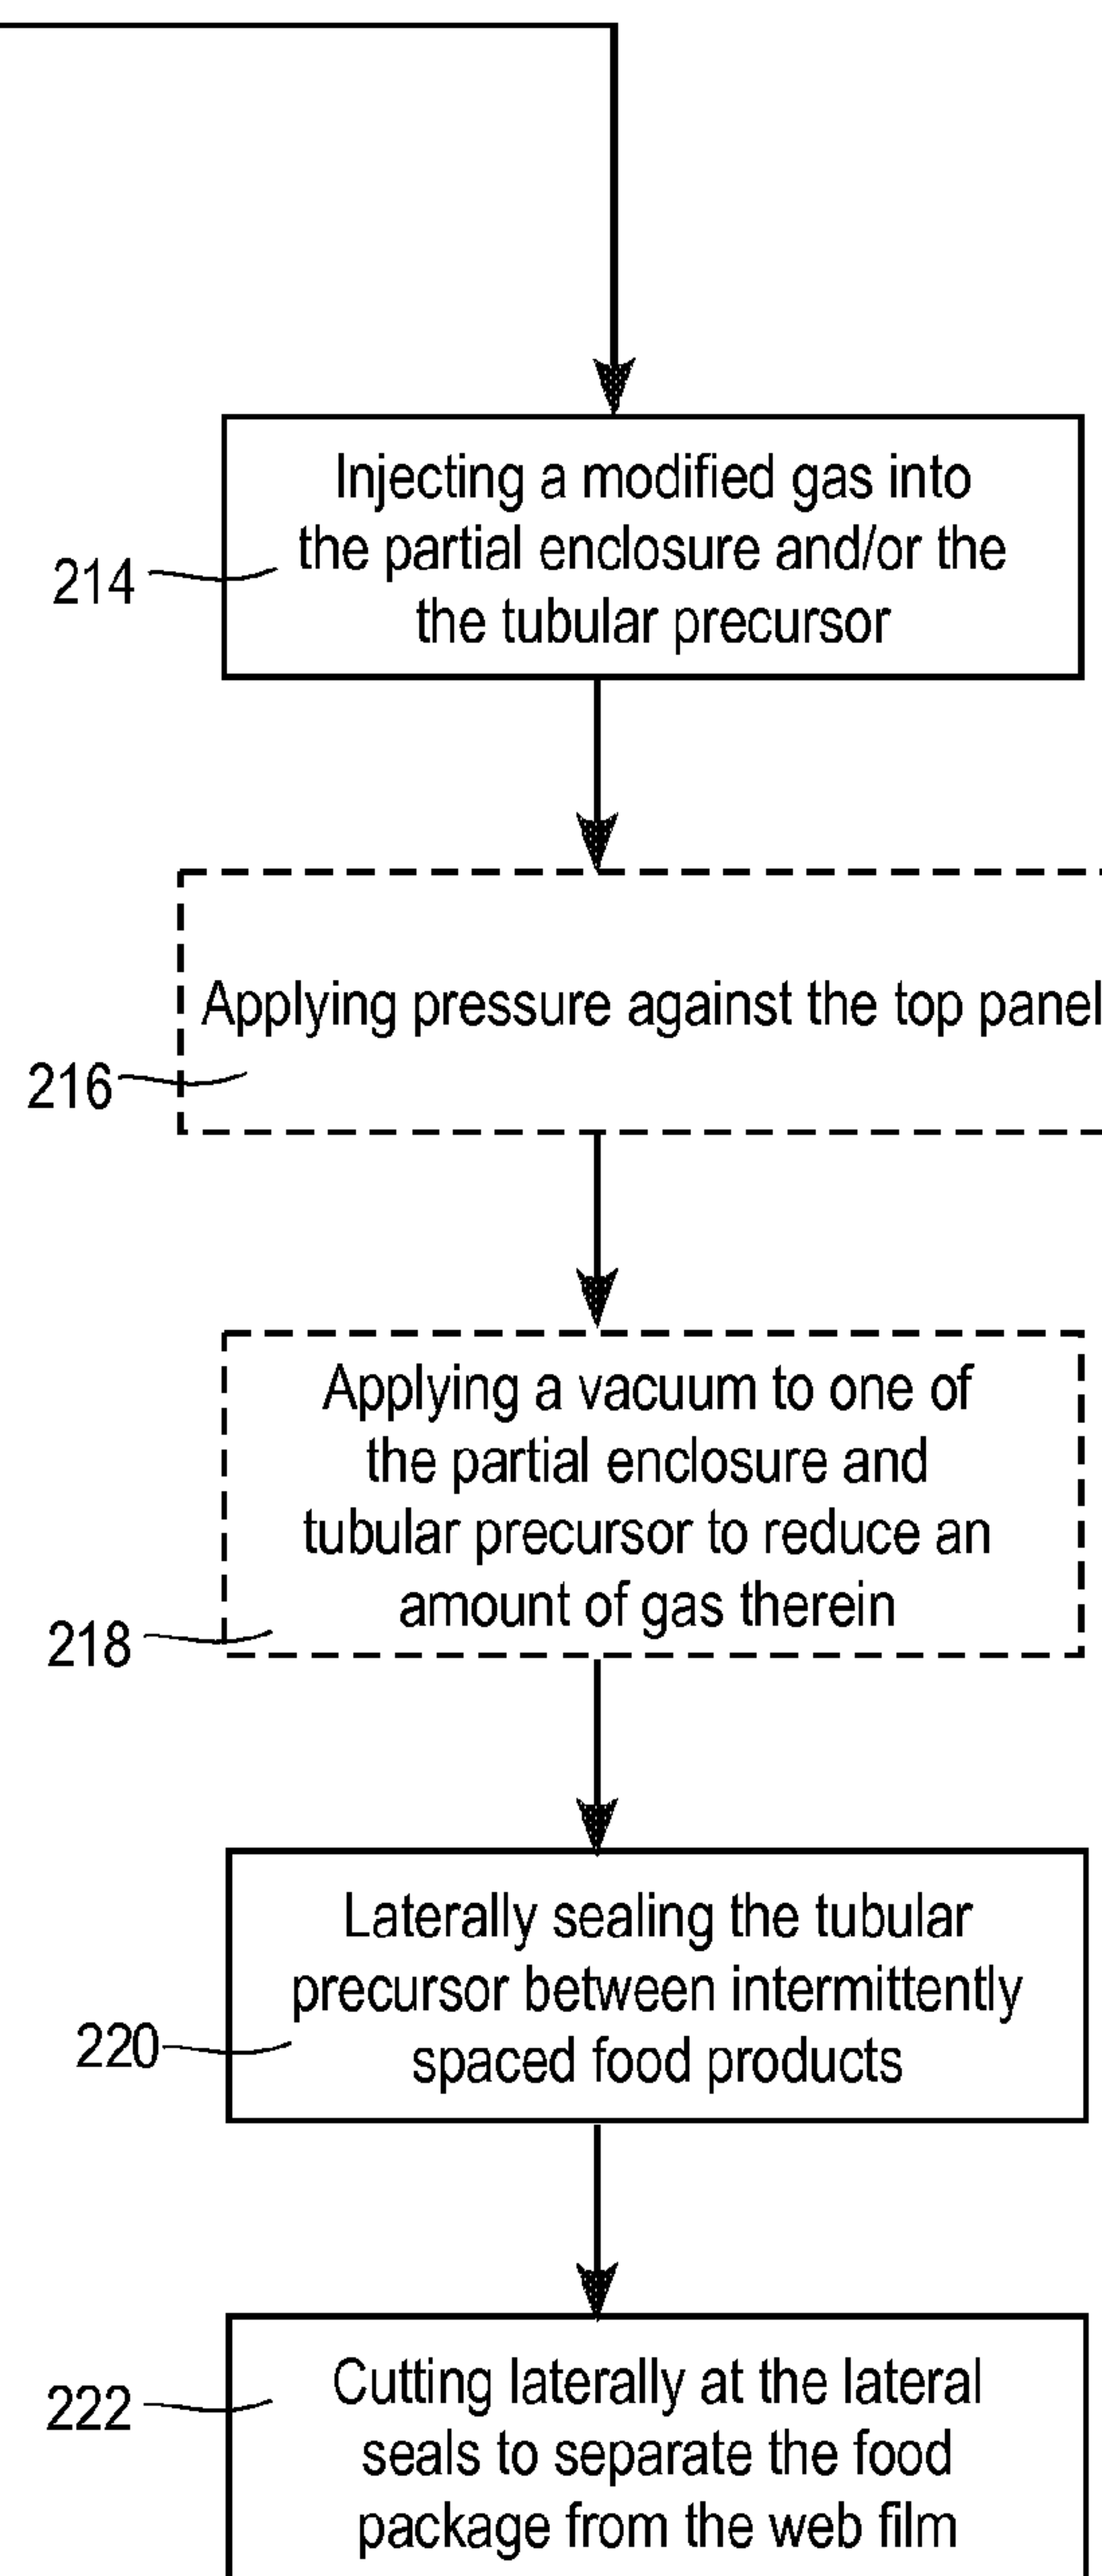 Injecting a modified gas into
the partial enclosure and/or the
the tubular precursor
214
Applying pressure against the top panel
216
Applying a vacuum to one of
the partial enclosure and
tubular precursor to reduce an
amount of gas therein
218
Laterally sealing the tubular
precursor between intermittently
spaced food products
220
Cutting laterally at the lateral
seals to separate the food
package from the web film
222